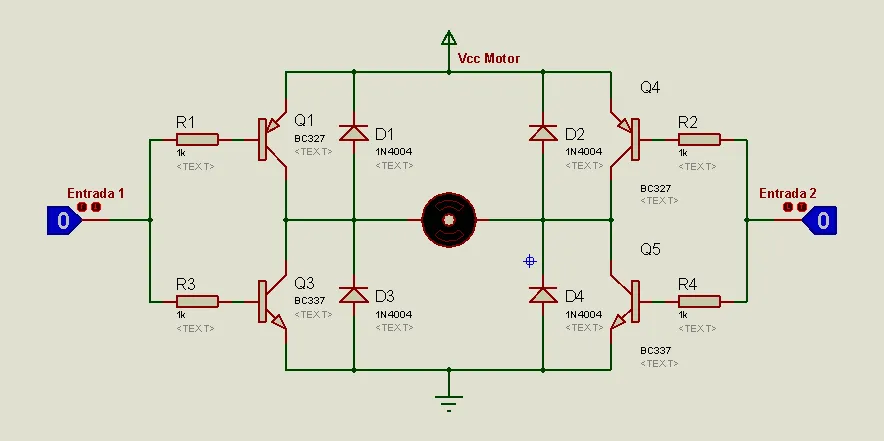 Vcc Motor
Q4
R1
1k
<TEXT>
Q1
BC327
<TEXT>
D1
1N4004
<TEXT>
D2
1N4004
<TEXT>
R2
1k
<TEXT>
BC327
<TEXT>
Entrada 1
0
Entrada 2
0
R3
1k
<TEXT>
Q3
BC337
<TEXT>
D3
1N4004
<TEXT>
D4
1N4004
<TEXT>
Q5
R4
1k
<TEXT>
BC337
<TEXT>